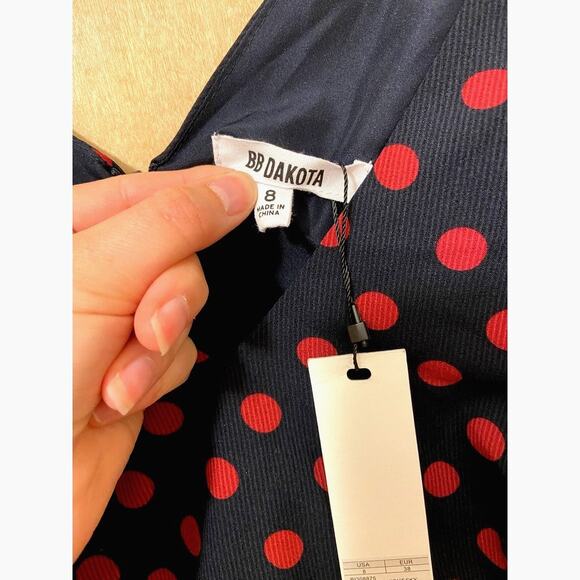 BB DAKOTA
8
MADE IN
CHINA
USA EUR
8 38